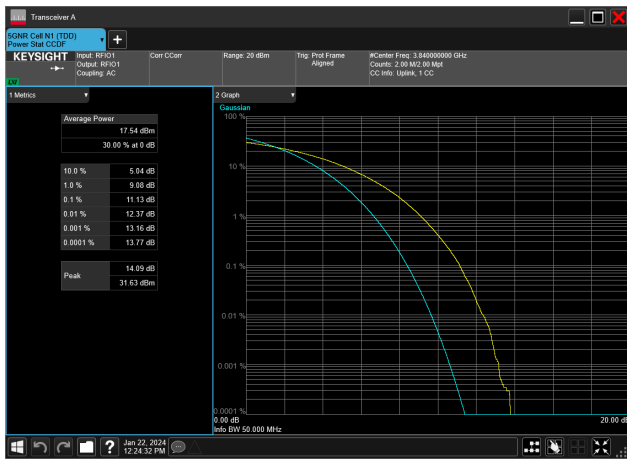 Transceiver A
5GNR Cell N1 (TDD)
Power Stat CCDF
KEYSIGHT
Input: RFIO1
Output: RFIO1
Coupling: AC
Corr CCorr
Range: 20 dBm
Trig: Prot Frame
Aligned
#Center Freq: 3.840000000 GHz
Counts: 2.00 M/2.00 Mpt
CC Info: Uplink, 1 CC
1 Metrics
Average Power
17.54 dBm
30.00 % at 0 dB
10.0 % 5.04 dB
1.0 % 9.08 dB
0.1 % 11.13 dB
0.01 % 12.37 dB
0.001 % 13.16 dB
0.0001 % 13.77 dB
Peak
14.09 dB
31.63 dBm
2 Graph
Gaussian
100 %
10 %
1 %
0.1 %
0.01 %
0.001 %
0.0001 %
0.00 dB
20.00 dB
Info BW 50.000 MHz
Jan 22, 2024
12:24:32 PM